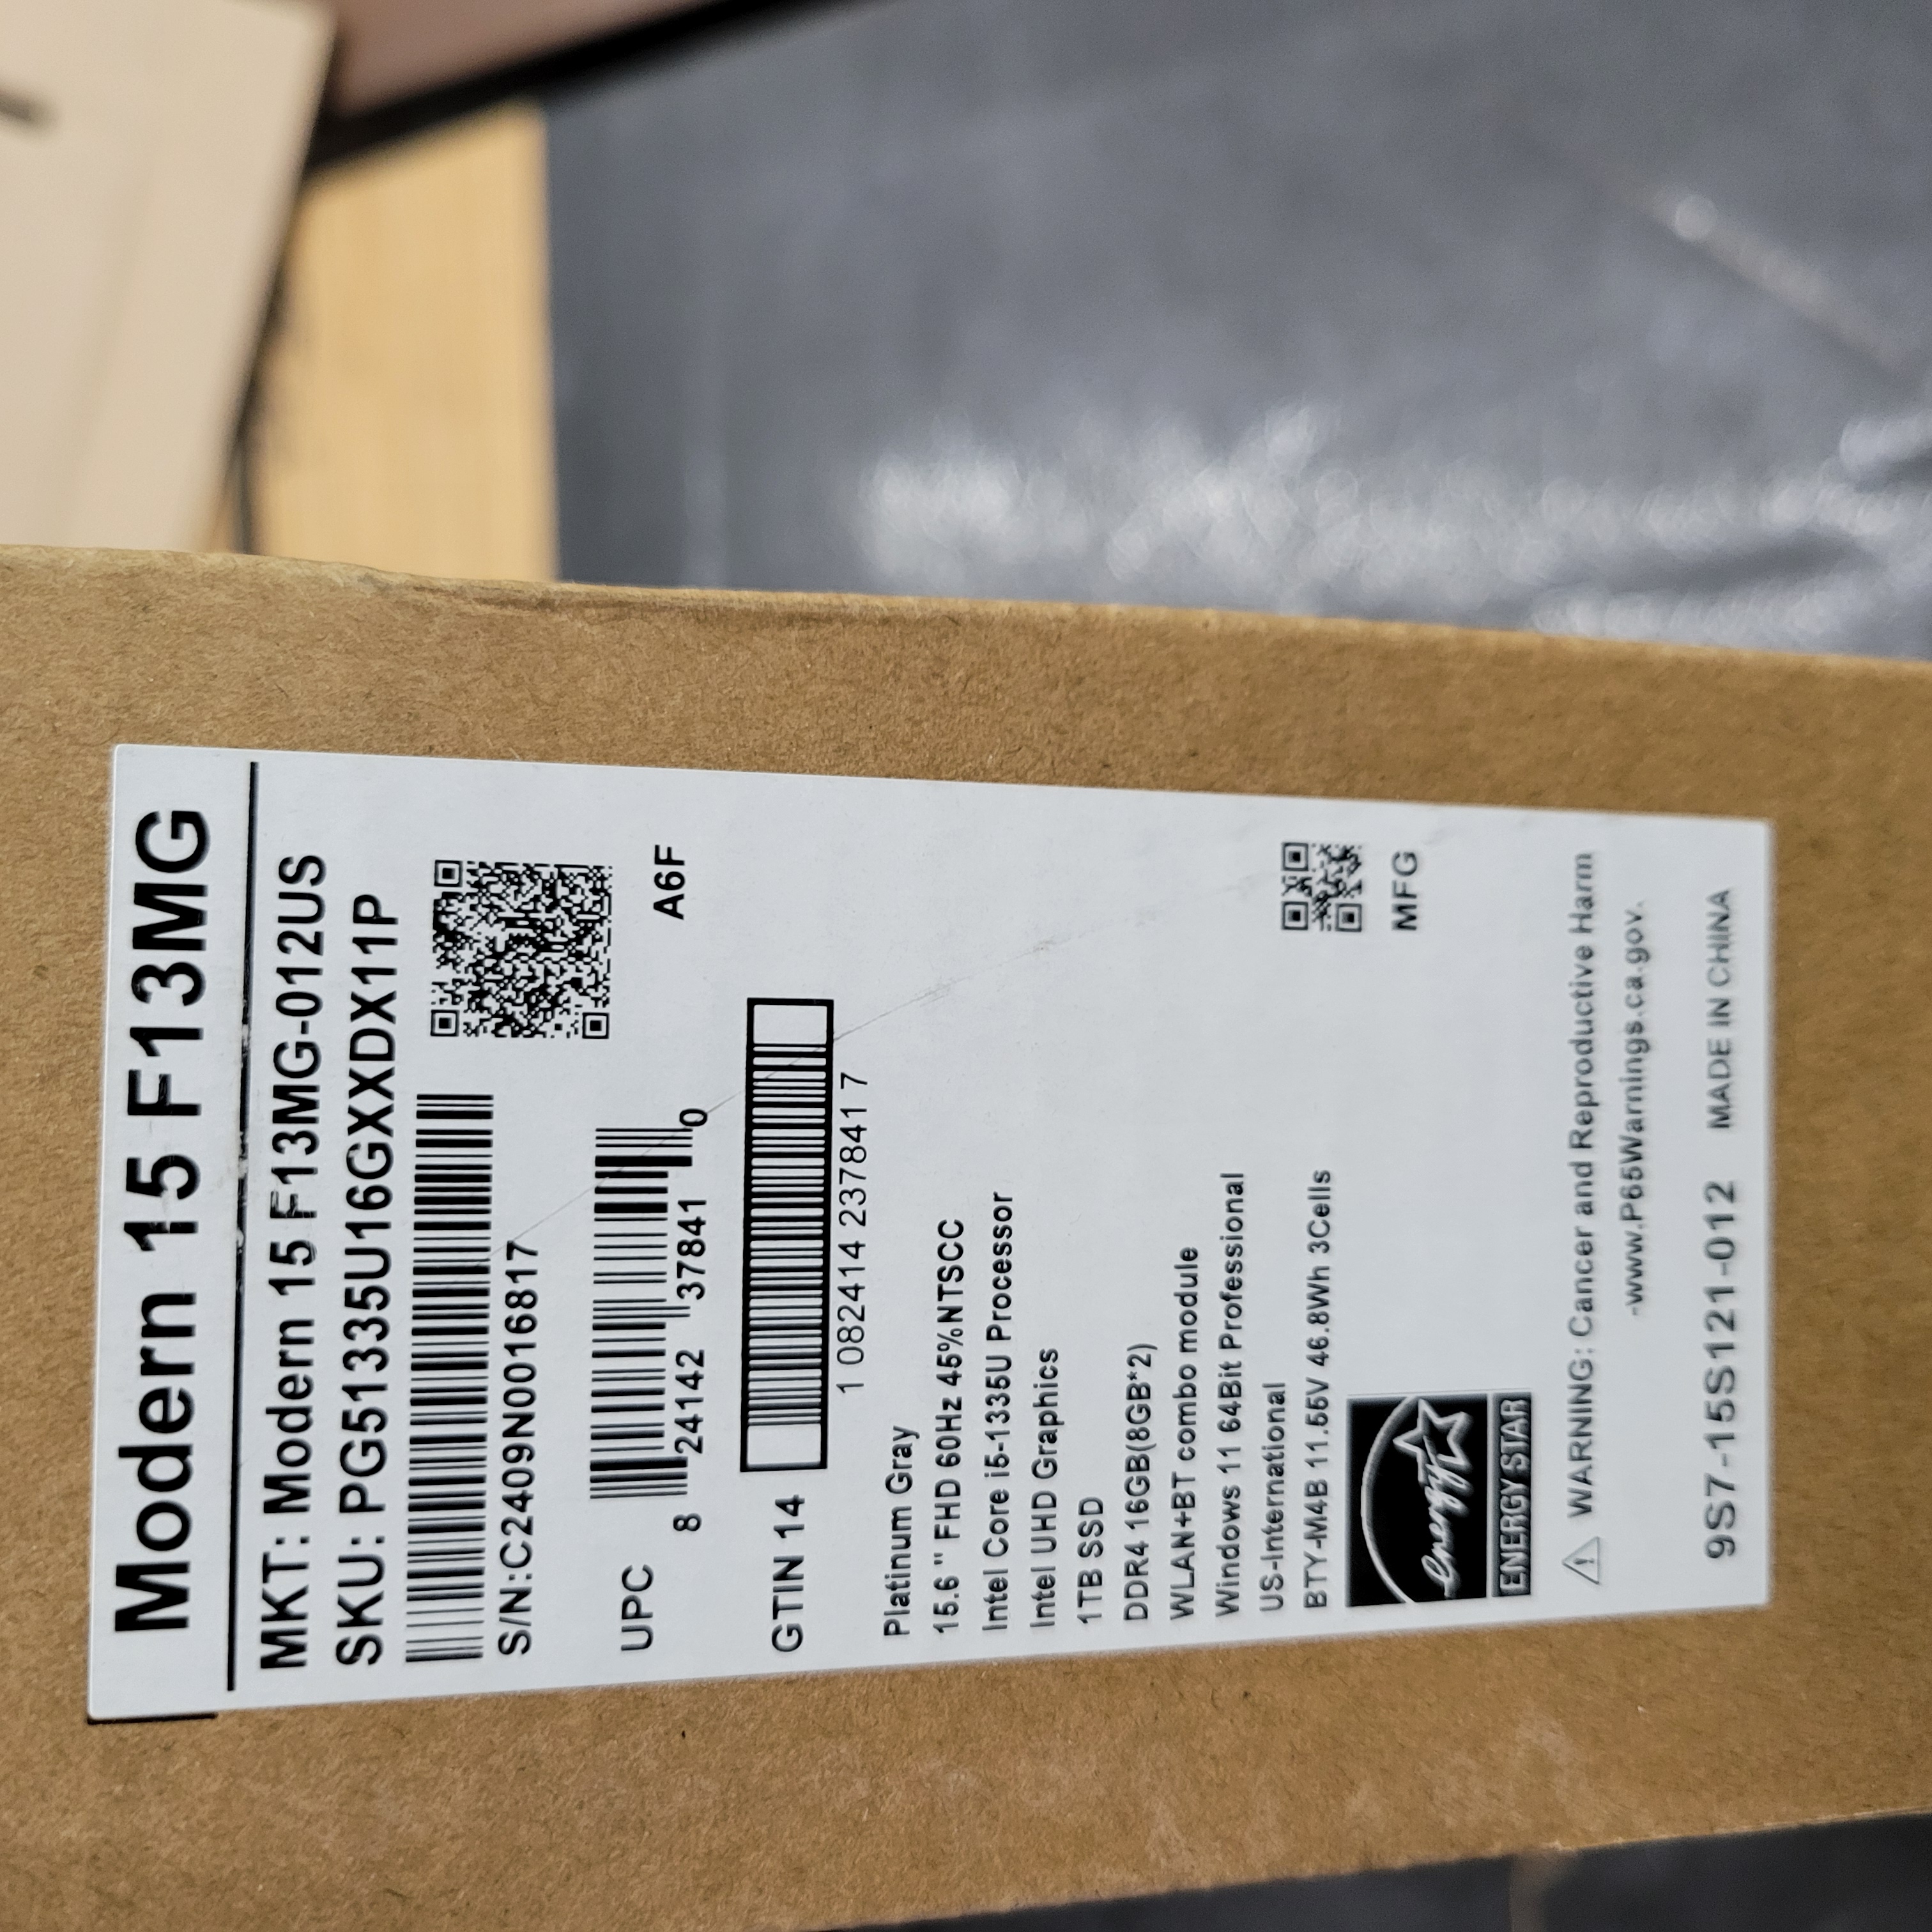 Modern 15 F13MG
MKT: Modern 15 F13MG-012US
SKU: PG51335U16GXXDX11P
S/N:C2409N0016817
UPC
8 24142 37841 0
A6F
GTIN 14
1 082414 237841 7
Platinum Gray
15.6 " FHD 60Hz 45%NTSCC
Intel Core i5-1335U Processor
Intel UHD Graphics
1TB SSD
DDR4 16GB(8GB*2)
WLAN+BT combo module
Windows 11 64Bit Professional
US-International
BTY-M4B 11.55V 46.8Wh 3Cells
MFG
energy
ENERGY STAR
WARNING: Cancer and Reproductive Harm
-www.P65Warnings.ca.gov.
9S7-15S121-012 MADE IN CHINA